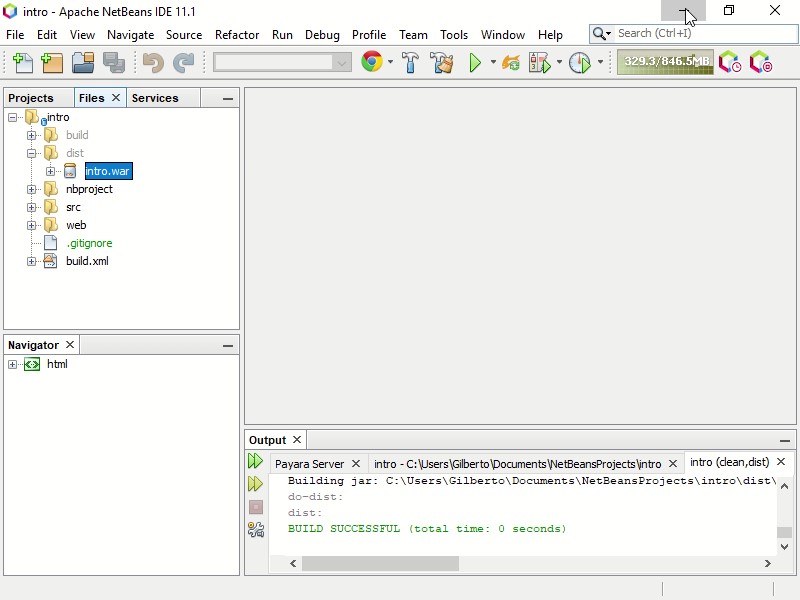 intro - Apache NetBeans IDE 11.1
File Edit View Navigate Source Refactor Run Debug Profile Team Tools Window Help
Search (Ctrl+I)
329.3/846.5MB
Projects Files Services
intro
build
dist
intro.war
nbproject
src
web
.gitignore
build.xml
Navigator
html
Output
Payara Server intro - C:\Users\Gilberto\Documents\NetBeansProjects\intro intro (clean,dist)
Building jar: C:\Users\Gilberto\Documents\NetBeansProjects\intro\dist\
do-dist:
dist:
BUILD SUCCESSFUL (total time: 0 seconds)